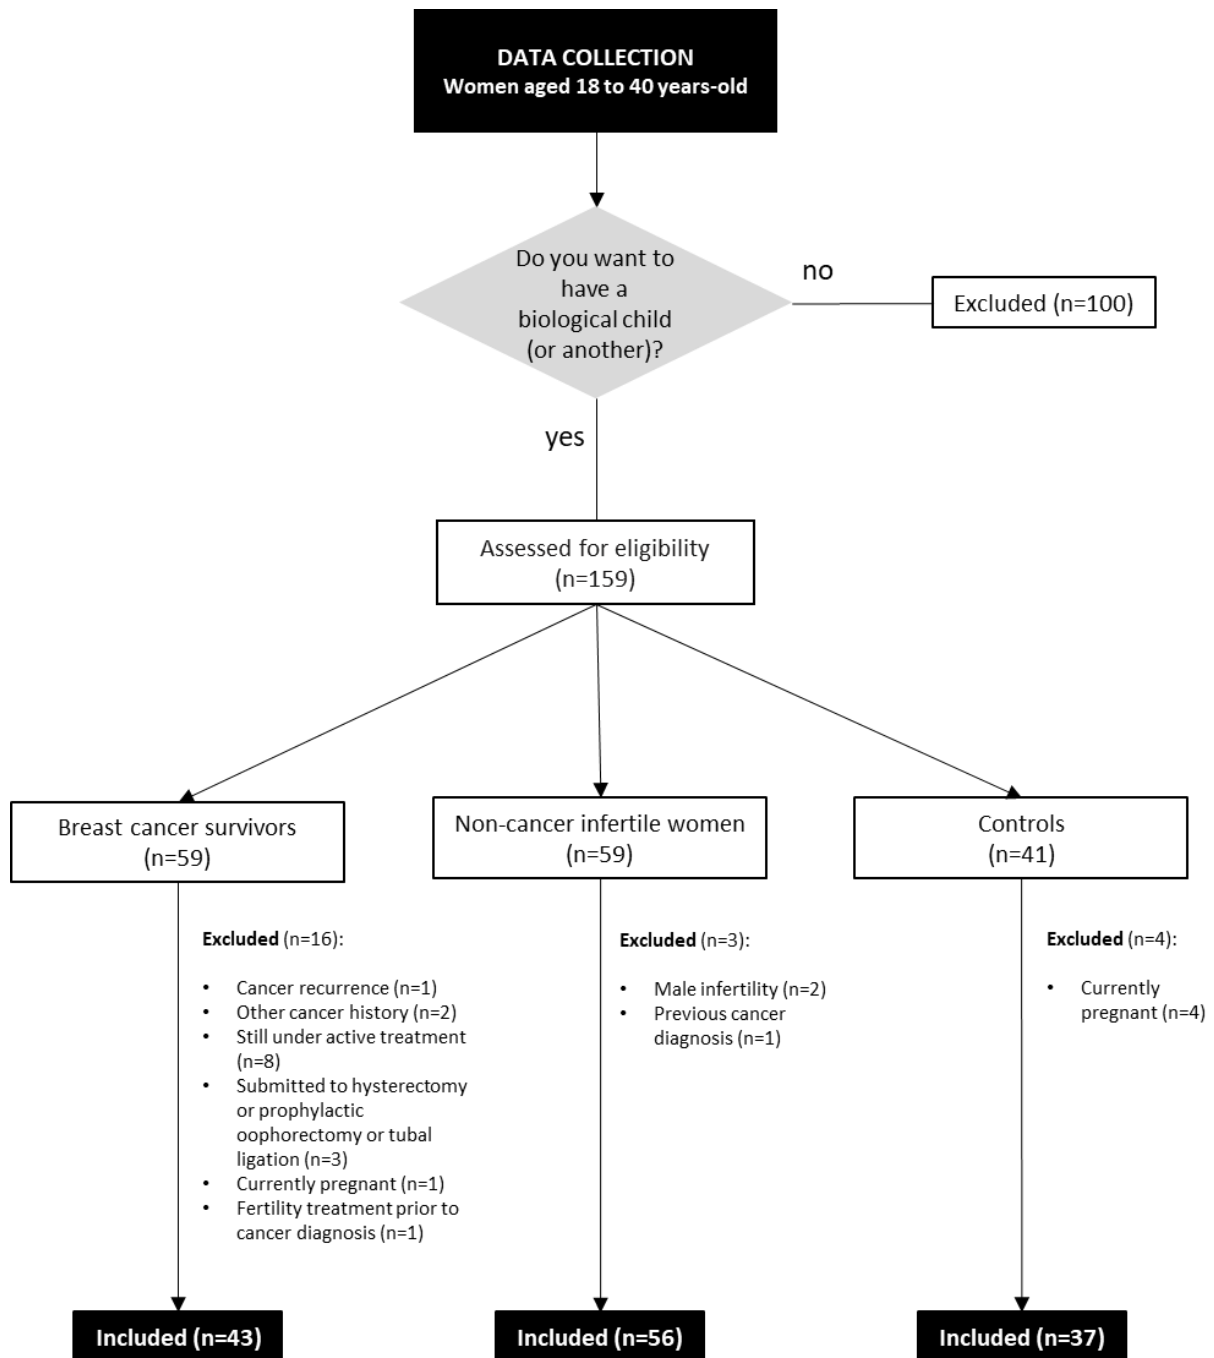 DATA COLLECTION
Women aged 18 to 40 years-old
Do you want to
have a
biological child
(or another)?
no
Excluded (n=100)
yes
Assessed for eligibility
(n=159)
Breast cancer survivors
(n=59)
Non-cancer infertile women
(n=59)
Controls
(n=41)
Excluded (n=16):
• Cancer recurrence (n=1)
• Other cancer history (n=2)
• Still under active treatment
(n=8)
• Submitted to hysterectomy
or prophylactic
oophorectomy or tubal
ligation (n=3)
• Currently pregnant (n=1)
• Fertility treatment prior to
cancer diagnosis (n=1)
Excluded (n=3):
• Male infertility (n=2)
• Previous cancer
diagnosis (n=1)
Excluded (n=4):
• Currently
pregnant (n=4)
Included (n=43)
Included (n=56)
Included (n=37)